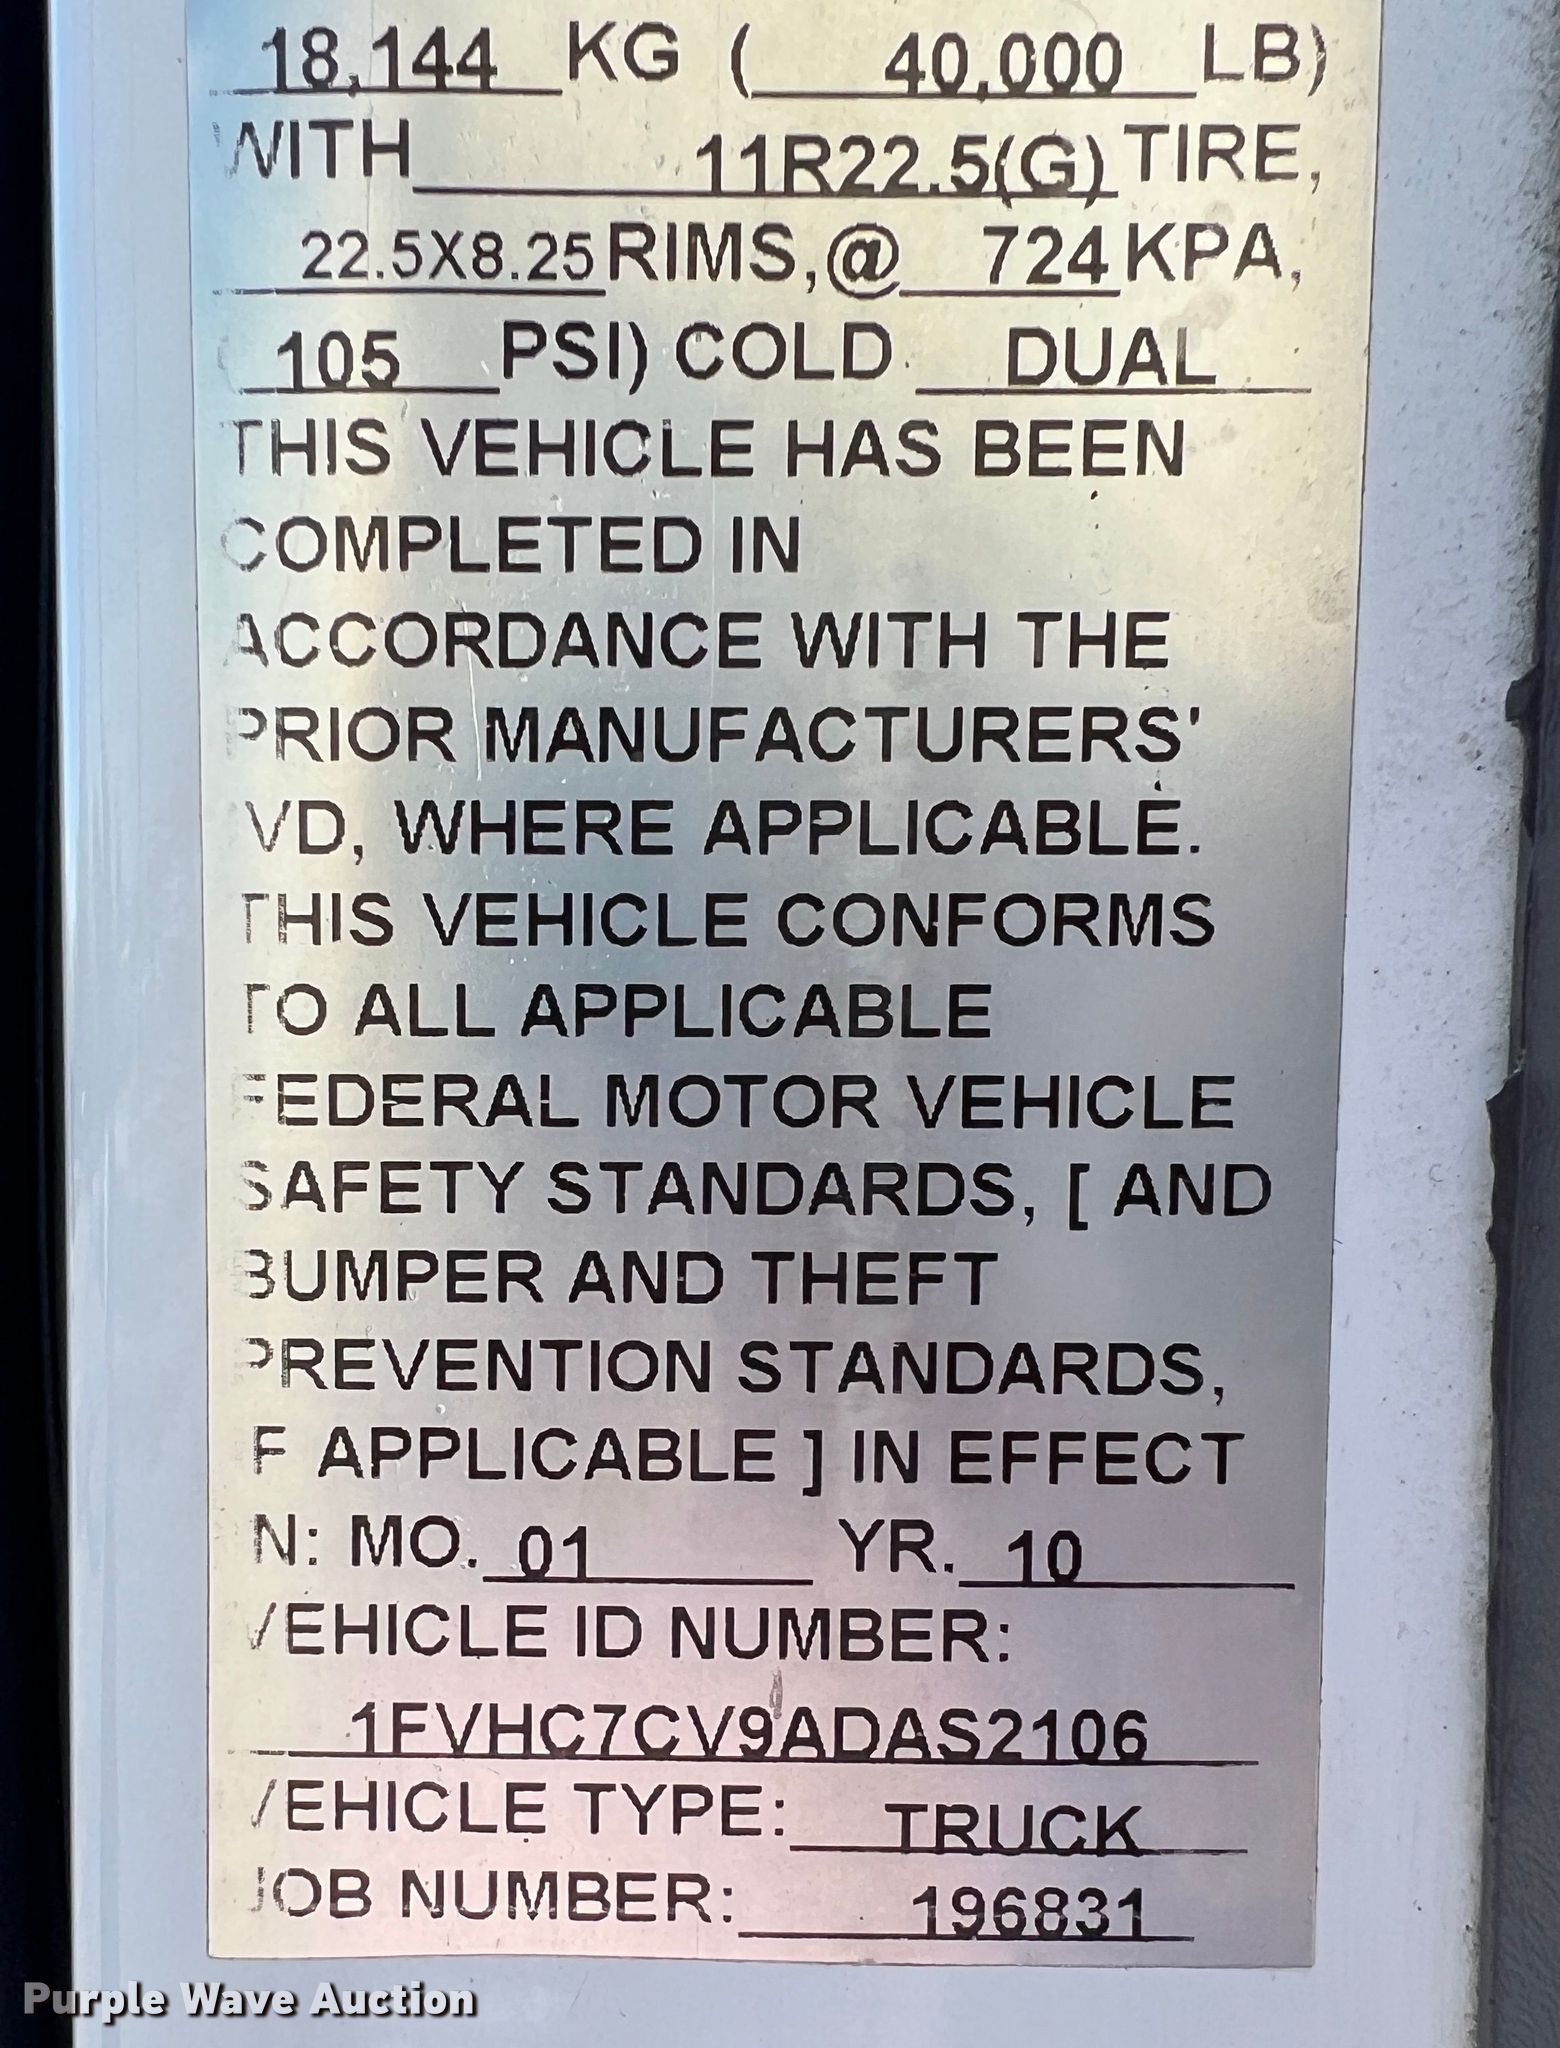 18,144 KG ( 40,000 LB)
WITH 11R22.5(G) TIRE,
22.5X8.25 RIMS, @ 724 KPA,
( 105 PSI) COLD DUAL
THIS VEHICLE HAS BEEN
COMPLETED IN
ACCORDANCE WITH THE
PRIOR MANUFACTURERS'
IVD, WHERE APPLICABLE.
THIS VEHICLE CONFORMS
TO ALL APPLICABLE
FEDERAL MOTOR VEHICLE
SAFETY STANDARDS, [ AND
BUMPER AND THEFT
PREVENTION STANDARDS,
IF APPLICABLE ] IN EFFECT
IN: MO. 01 YR. 10
VEHICLE ID NUMBER:
1FVHC7CV9ADAS2106
VEHICLE TYPE: TRUCK
JOB NUMBER: 196831
Purple Wave Auction